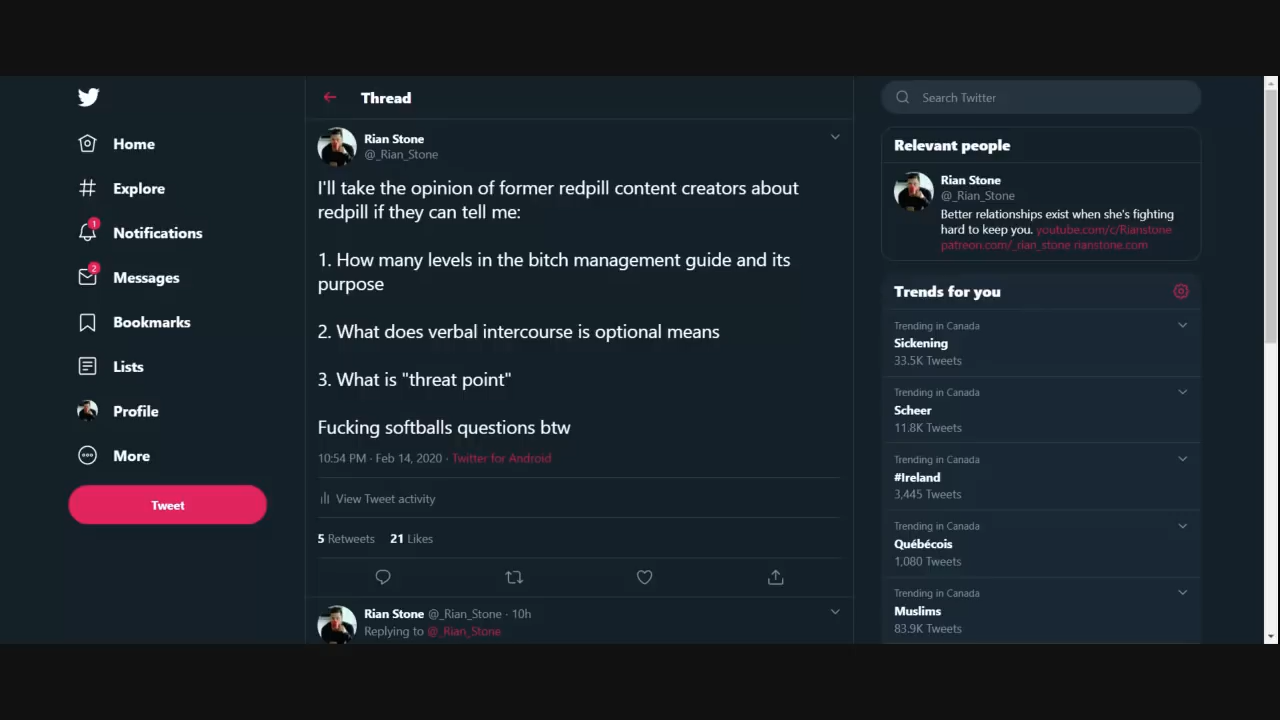 Home
Explore
1
Notifications
2
Messages
Bookmarks
Lists
Profile
More
Tweet
Thread
Rian Stone
@_Rian_Stone
I'll take the opinion of former redpill content creators about
redpill if they can tell me:
1. How many levels in the bitch management guide and its
purpose
2. What does verbal intercourse is optional means
3. What is "threat point"
Fucking softballs questions btw
10:54 PM · Feb 14, 2020 · Twitter for Android
View Tweet activity
5 Retweets 21 Likes
Rian Stone @_Rian_Stone · 10h
Replying to @_Rian_Stone
Search Twitter
Relevant people
Rian Stone
@_Rian_Stone
Better relationships exist when she's fighting
hard to keep you. youtube.com/c/Rianstone
patreon.com/_rian_stone rianstone.com
Trends for you
Trending in Canada
Sickening
33.5K Tweets
Trending in Canada
Scheer
11.8K Tweets
Trending in Canada
#Ireland
3,445 Tweets
Trending in Canada
Québécois
1,080 Tweets
Trending in Canada
Muslims
83.9K Tweets